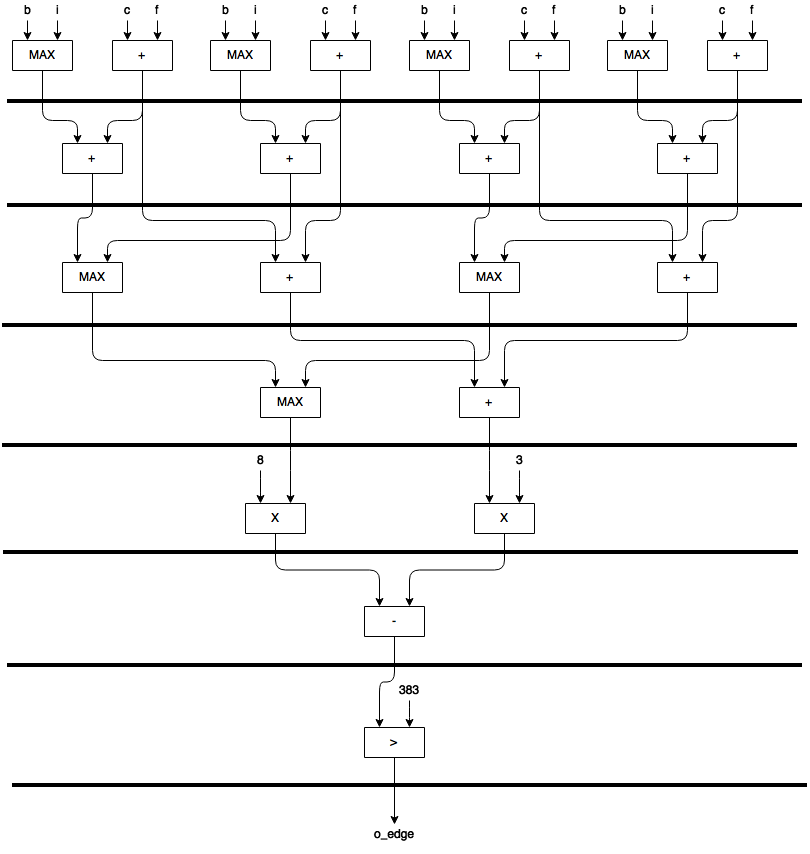 b i c f b i c f b i c f b i c f
MAX + MAX + MAX + MAX +
+ + + +
MAX + MAX +
MAX +
8 3
X X
-
383
>
o_edge